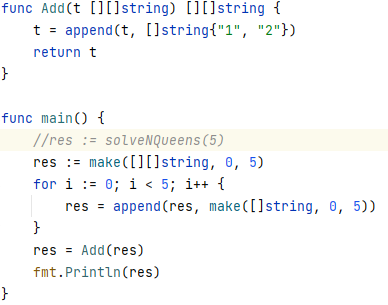 func Add(t [][]string) [][]string {
    t = append(t, []string{"1", "2"})
    return t
}

func main() {
    //res := solveNQueens(5)
    res := make([][]string, 0, 5)
    for i := 0; i < 5; i++ {
        res = append(res, make([]string, 0, 5))
    }
    res = Add(res)
    fmt.Println(res)
}